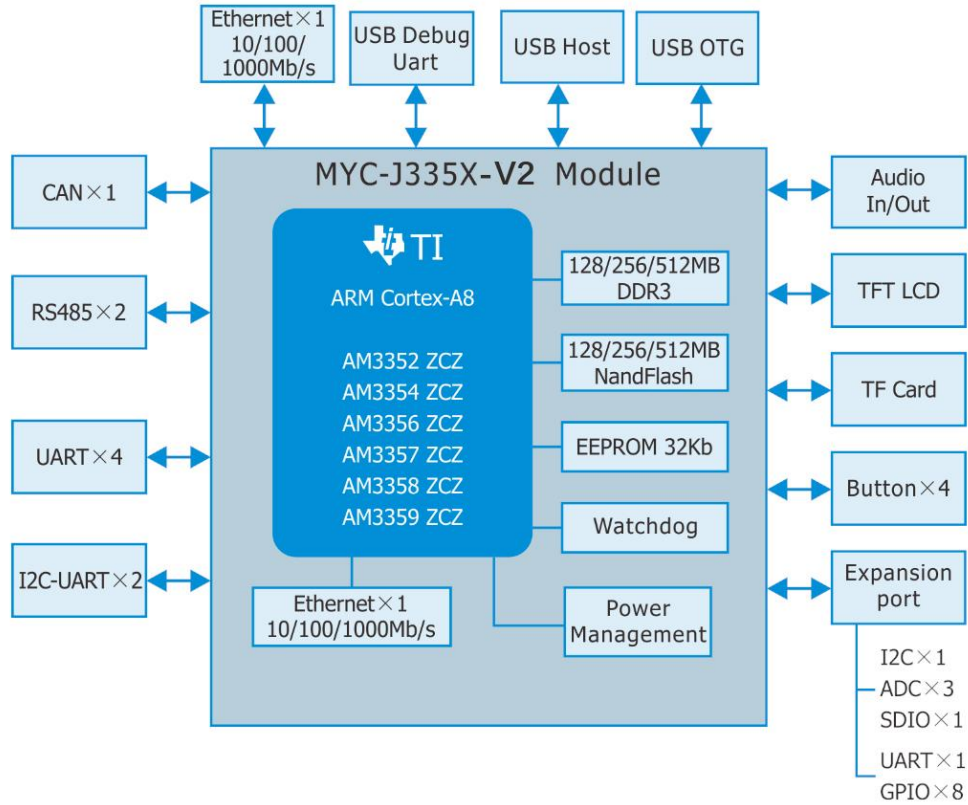 Ethernet×1
10/100/
1000Mb/s
USB Debug
Uart
USB Host
USB OTG
MYC-J335X-V2 Module
CAN×1
RS485×2
UART×4
I2C-UART×2
TI
ARM Cortex-A8
AM3352 ZCZ
AM3354 ZCZ
AM3356 ZCZ
AM3357 ZCZ
AM3358 ZCZ
AM3359 ZCZ
128/256/512MB
DDR3
128/256/512MB
NandFlash
EEPROM 32Kb
Watchdog
Ethernet×1
10/100/1000Mb/s
Power
Management
Audio
In/Out
TFT LCD
TF Card
Button×4
Expansion
port
I2C×1
ADC×3
SDIO×1
UART×1
GPIO×8